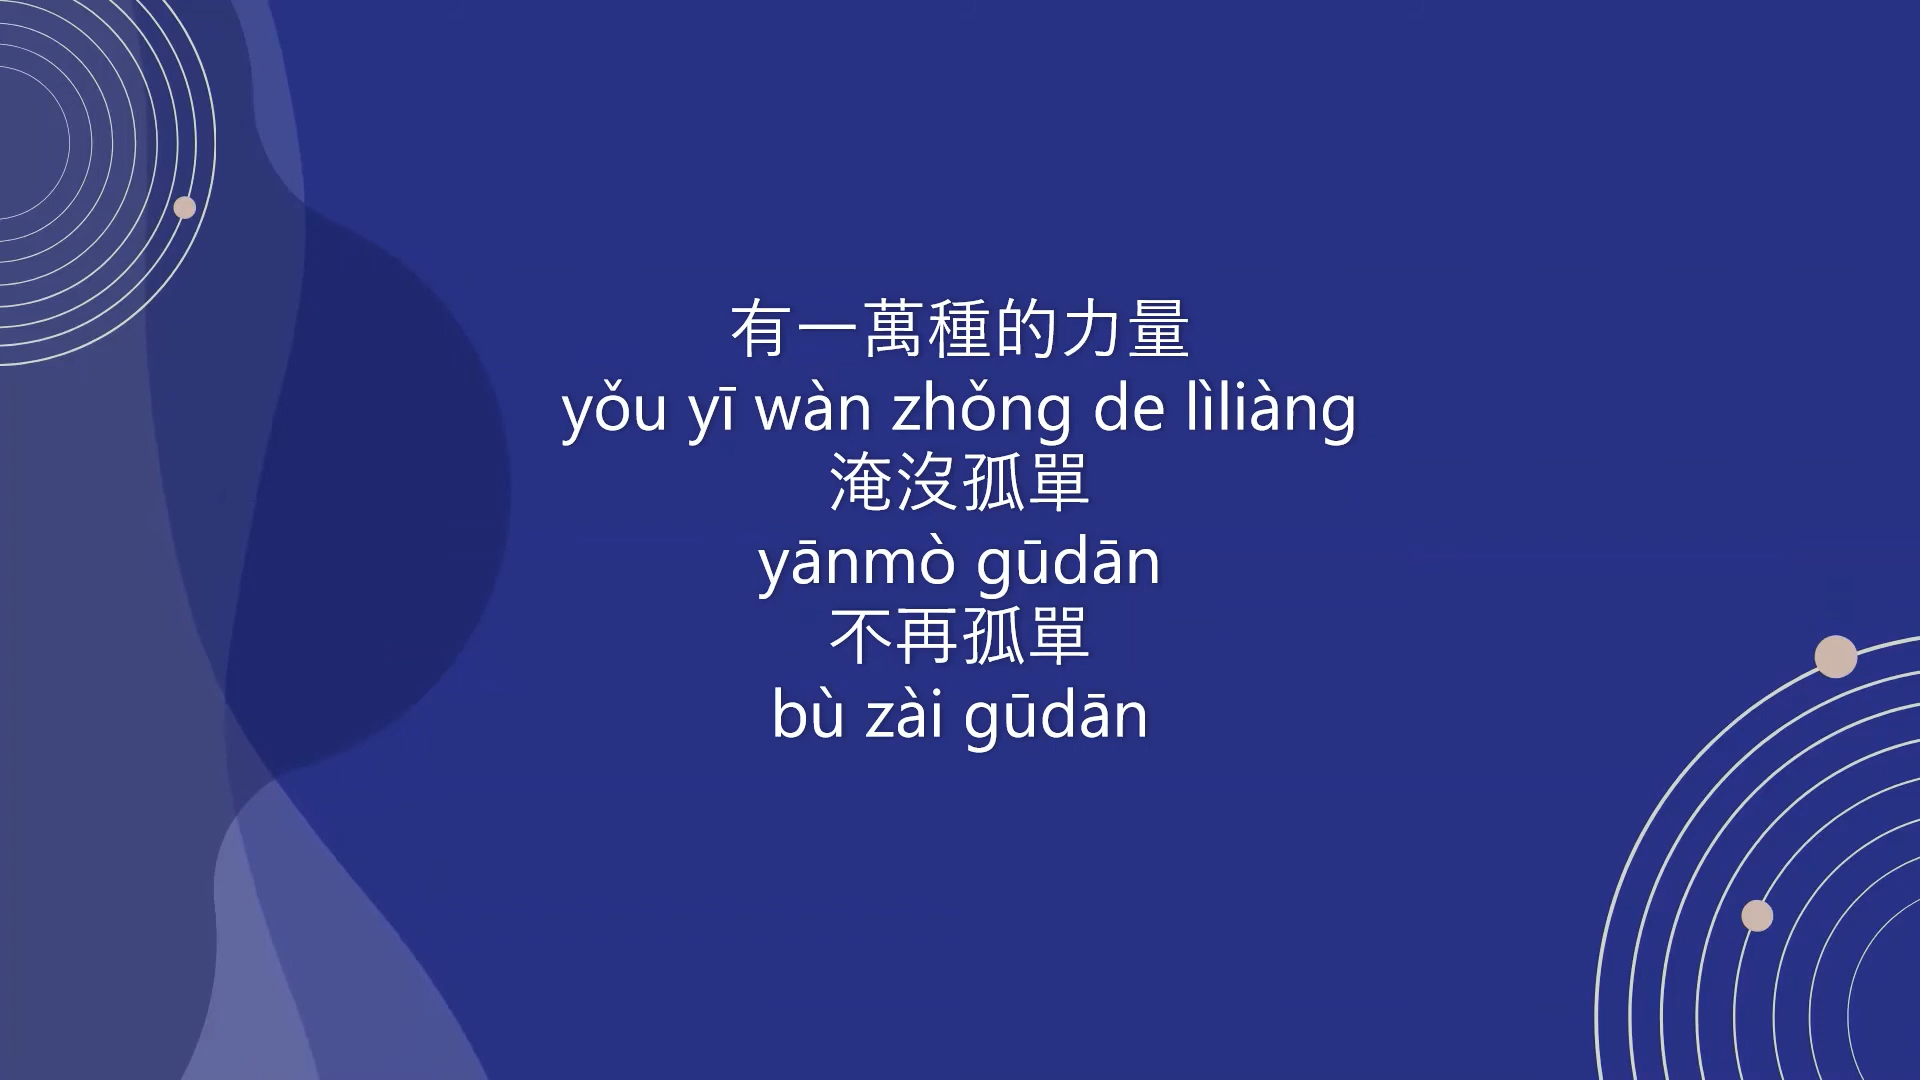 有一萬種的力量
yǒu yī wàn zhǒng de lìliàng
淹沒孤單
yānmò gūdān
不再孤單
bù zài gūdān